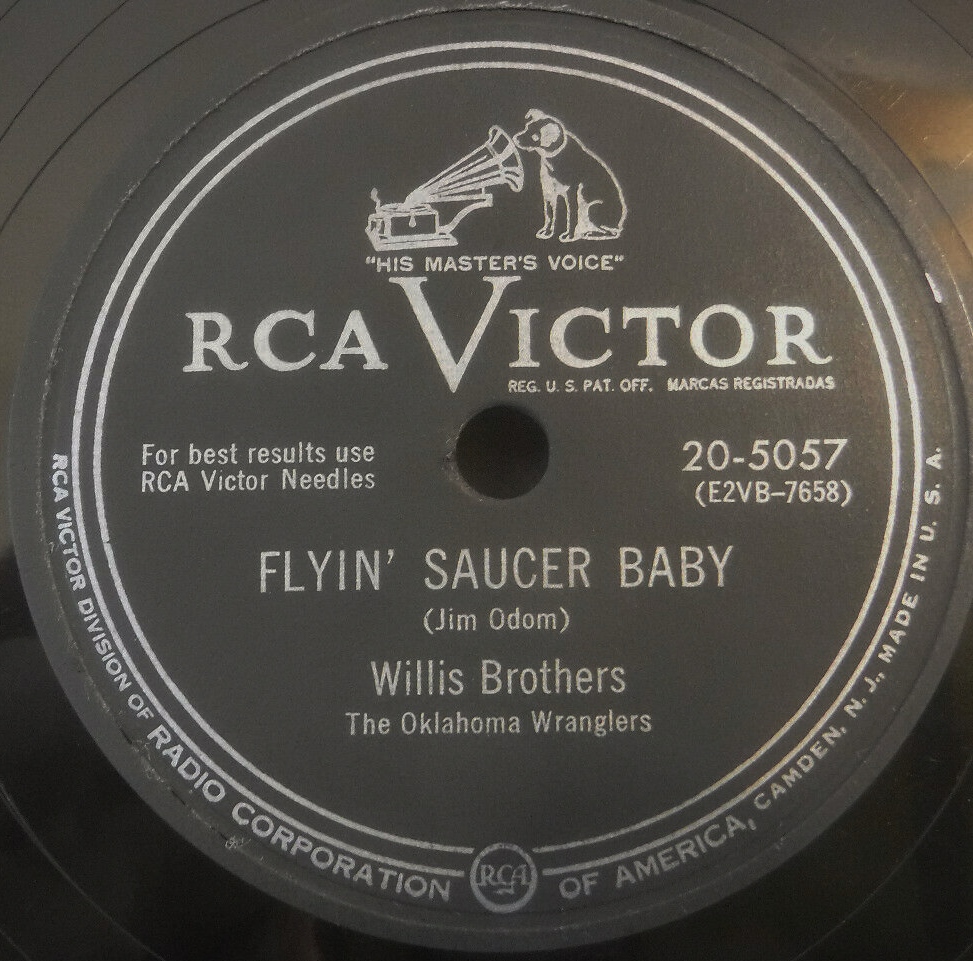 "HIS MASTER'S VOICE"
RCA VICTOR
REG. U. S. PAT. OFF. MARCAS REGISTRADAS
For best results use
RCA Victor Needles
20-5057
(E2VB-7658)
FLYIN' SAUCER BABY
(Jim Odom)
Willis Brothers
The Oklahoma Wranglers
RCA VICTOR DIVISION OF RADIO CORPORATION OF AMERICA, CAMDEN, N. J., MADE IN U. S. A.
RCA